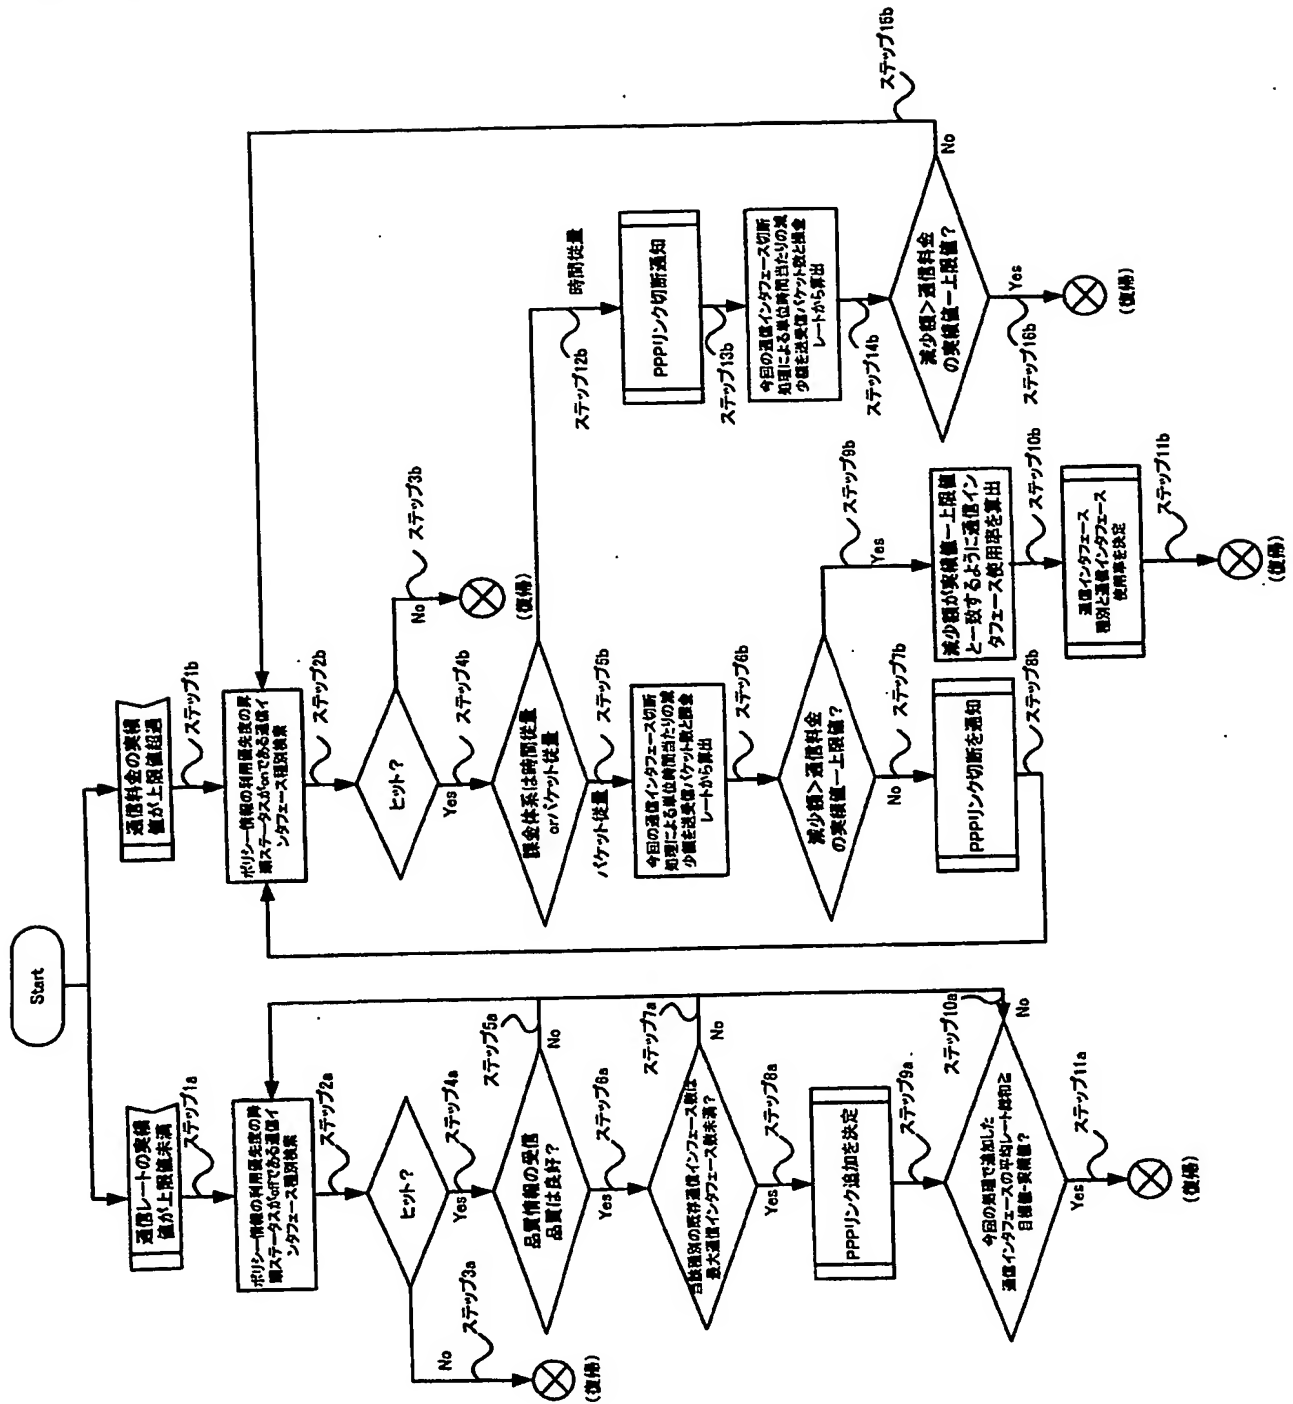 Start
通信レートの実績
値が上限値未満
ステップ1a
ポリシー情報の利用優先度の降
順ステータスがoffである通信イ
ンタフェース種別検索
ステップ2a
ヒット?
No
ステップ3a
(復帰)
ステップ4a
Yes
品質情報の受信
品質は良好?
ステップ5a
No
ステップ6a
Yes
当該種別の既存通信インフェース数は
最大通信インタフェース数未満?
ステップ7a
No
ステップ8a
Yes
PPPリンク追加を決定
ステップ9a
今回の処理で追加した
通信インタフェースの平均レート総和≧
目標値-実績値?
ステップ10a
No
ステップ11a
Yes
(復帰)
通信料金の実績
値が上限値超過
ステップ1b
ポリシー情報の利用優先度の昇
順ステータスがonである通信イ
ンタフェース種別検索
ステップ2b
ヒット?
No
ステップ3b
(復帰)
ステップ4b
Yes
課金体系は時間従量
orパケット従量
パケット従量
ステップ5b
今回の通信インタフェース切断
処理による単位時間当たりの減
少額を送受信パケット数と課金
レートから算出
ステップ6b
減少額>通信料金
の実績値ー上限値?
No
ステップ7b
PPPリンク切断を通知
ステップ8b
ステップ9b
Yes
減少額が実績値ー上限値
と一致するように通信イン
タフェース使用率を算出
ステップ10b
通信インタフェース
種別と通信インタフェース
使用率を決定
ステップ11b
(復帰)
時間従量
ステップ12b
PPPリンク切断通知
ステップ13b
今回の通信インタフェース切断
処理による単位時間当たりの減
少額を送受信パケット数と課金
レートから算出
ステップ14b
減少額>通信料金
の実績値ー上限値?
No
ステップ15b
Yes
ステップ16b
(復帰)